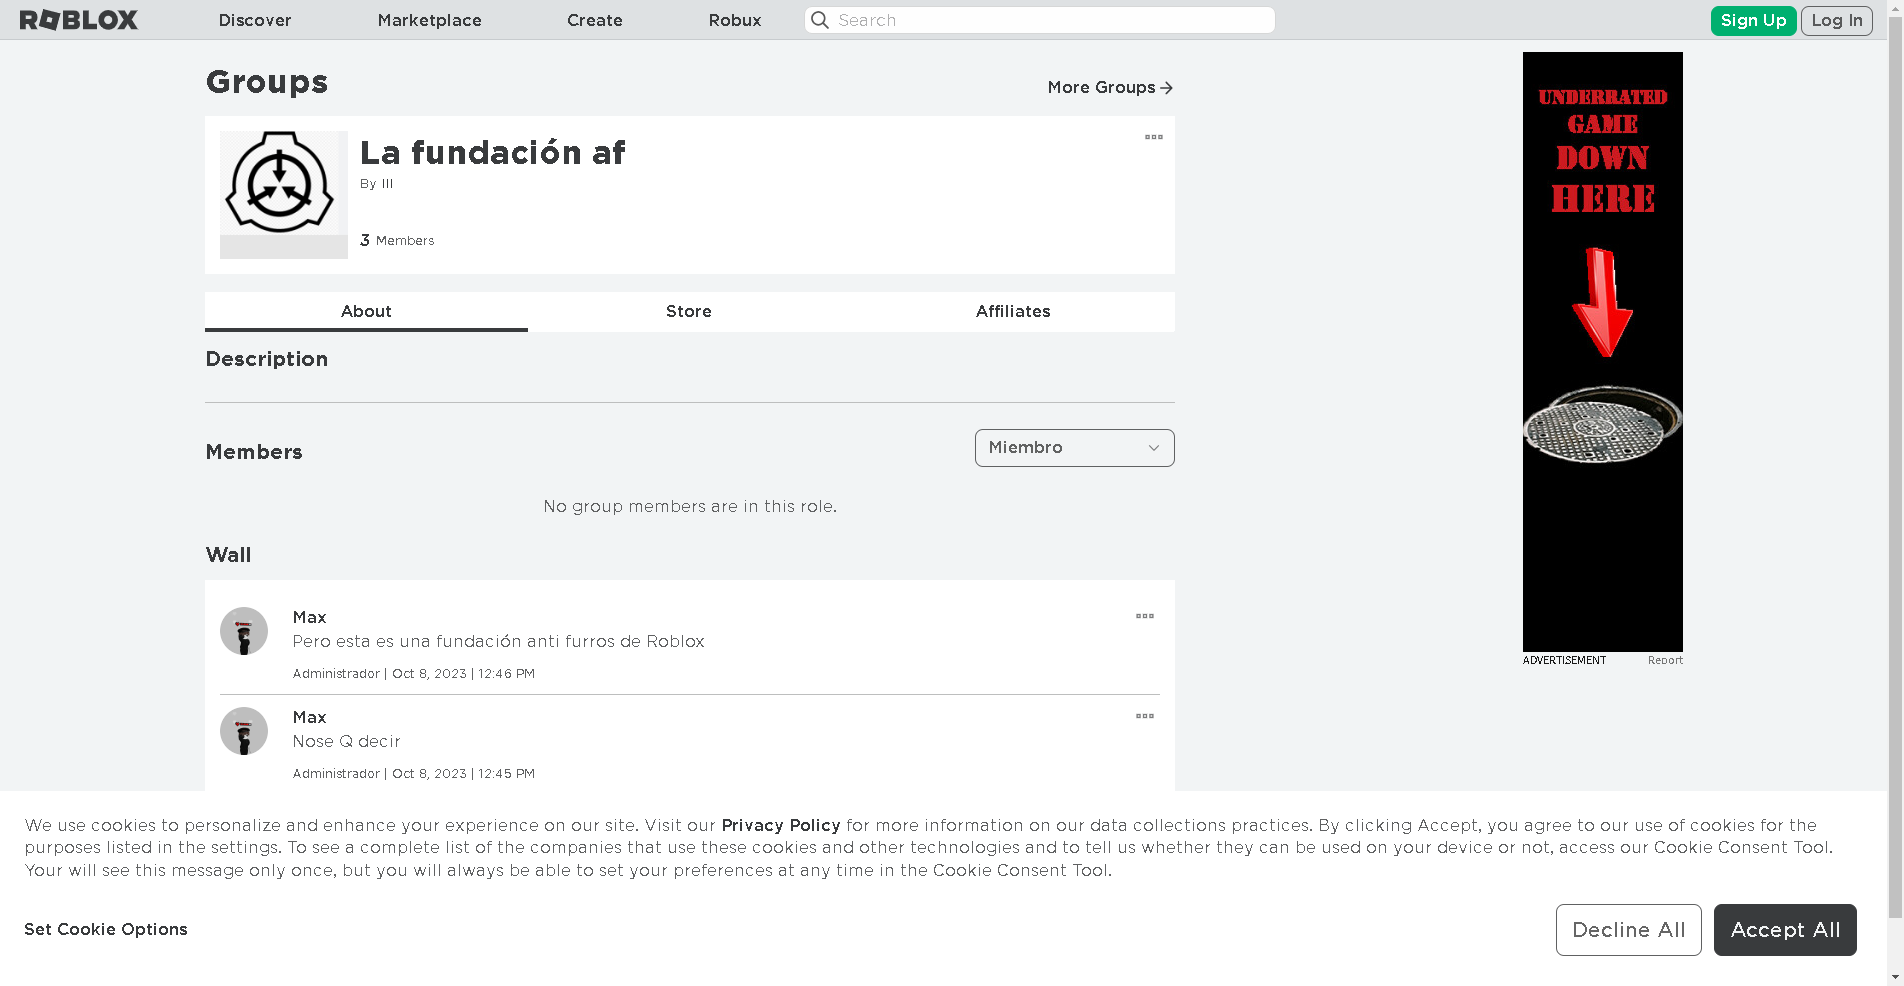 ROBLOX
Discover
Marketplace
Create
Robux
Search
Sign Up
Log In
Groups
More Groups
La fundación af
By lll
3 Members
About
Store
Affiliates
Description
Members
Miembro
No group members are in this role.
Wall
Max
Pero esta es una fundación anti furros de Roblox
Administrador | Oct 8, 2023 | 12:46 PM
Max
Nose Q decir
Administrador | Oct 8, 2023 | 12:45 PM
UNDERRATED
GAME
DOWN
HERE
ADVERTISEMENT
Report
We use cookies to personalize and enhance your experience on our site. Visit our Privacy Policy for more information on our data collections practices. By clicking Accept, you agree to our use of cookies for the
purposes listed in the settings. To see a complete list of the companies that use these cookies and other technologies and to tell us whether they can be used on your device or not, access our Cookie Consent Tool.
Your will see this message only once, but you will always be able to set your preferences at any time in the Cookie Consent Tool.
Set Cookie Options
Decline All
Accept All